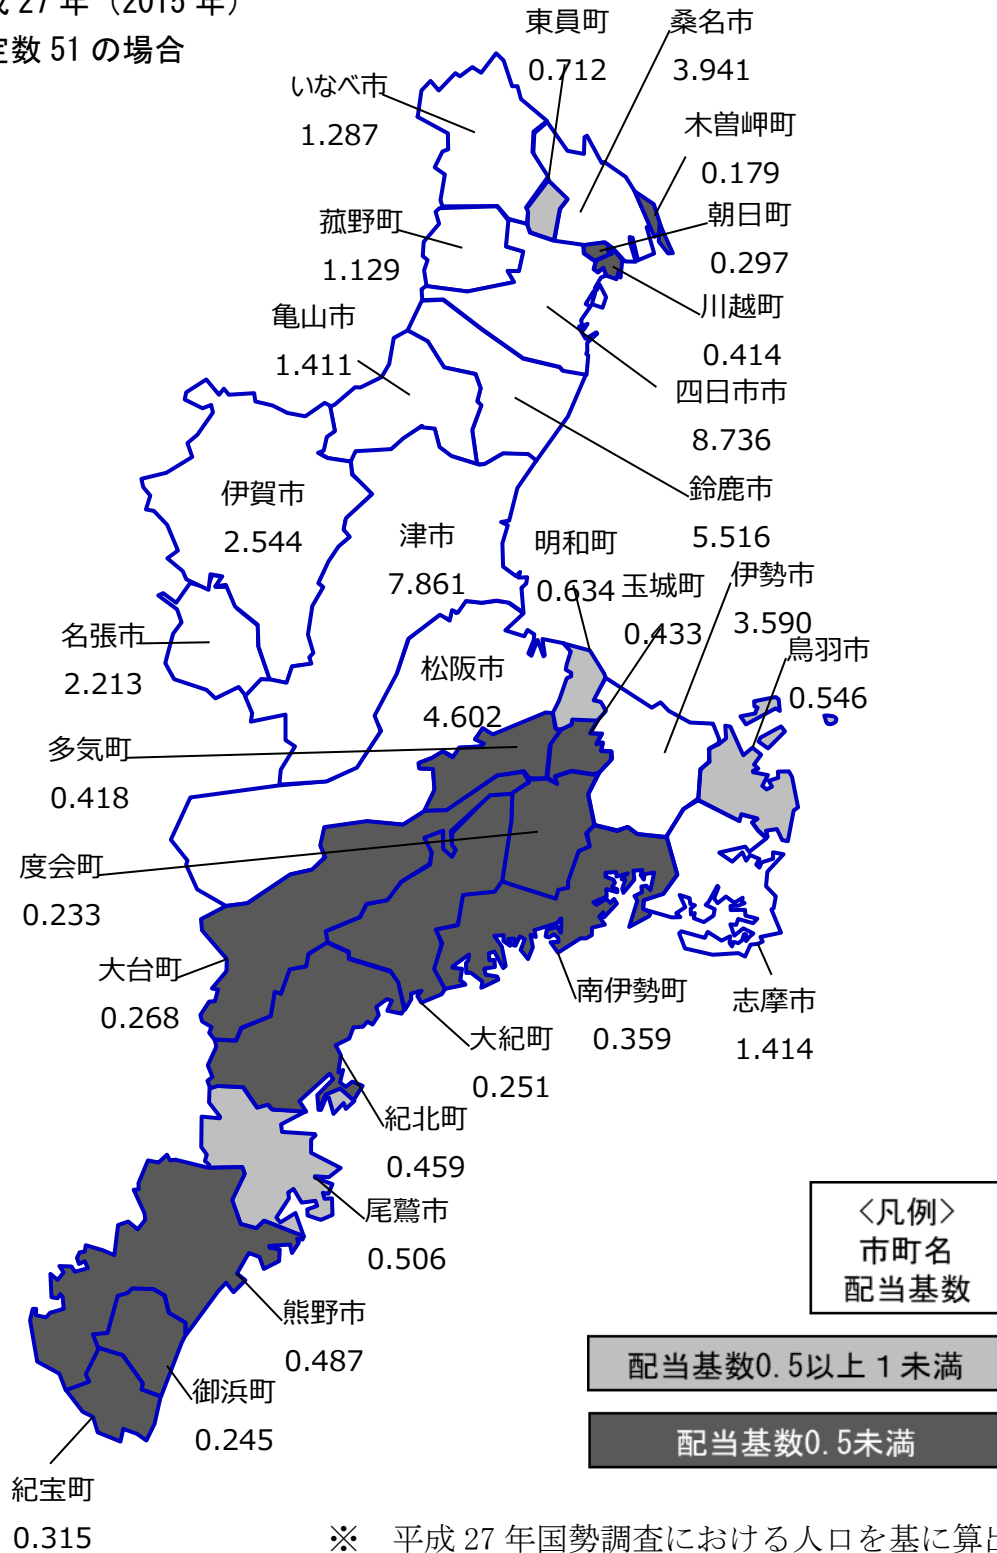 27 年（2015 年）
定数 51 の場合
東員町
0.712
桑名市
3.941
いなべ市
1.287
木曽岬町
0.179
菰野町
1.129
朝日町
0.297
亀山市
1.411
川越町
0.414
四日市市
8.736
伊賀市
2.544
津市
7.861
鈴鹿市
5.516
明和町
0.634
玉城町
0.433
伊勢市
3.590
名張市
2.213
松阪市
4.602
鳥羽市
0.546
多気町
0.418
度会町
0.233
大台町
0.268
南伊勢町
0.359
志摩市
1.414
大紀町
0.251
紀北町
0.459
尾鷲市
0.506
熊野市
0.487
御浜町
0.245
紀宝町
0.315
＜凡例＞
市町名
配当基数
配当基数0.5以上１未満
配当基数0.5未満
※　平成 27 年国勢調査における人口を基に算出